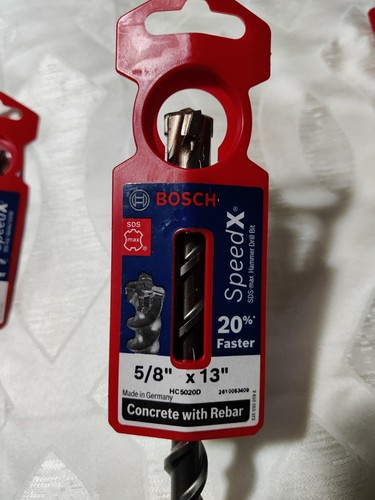 BOSCH
SDS
max
SpeedX
SDS-max Hammer Drill Bit
20%*
Faster
5/8" x 13"
HC5020D
2610053409
Made in Germany
Concrete with Rebar